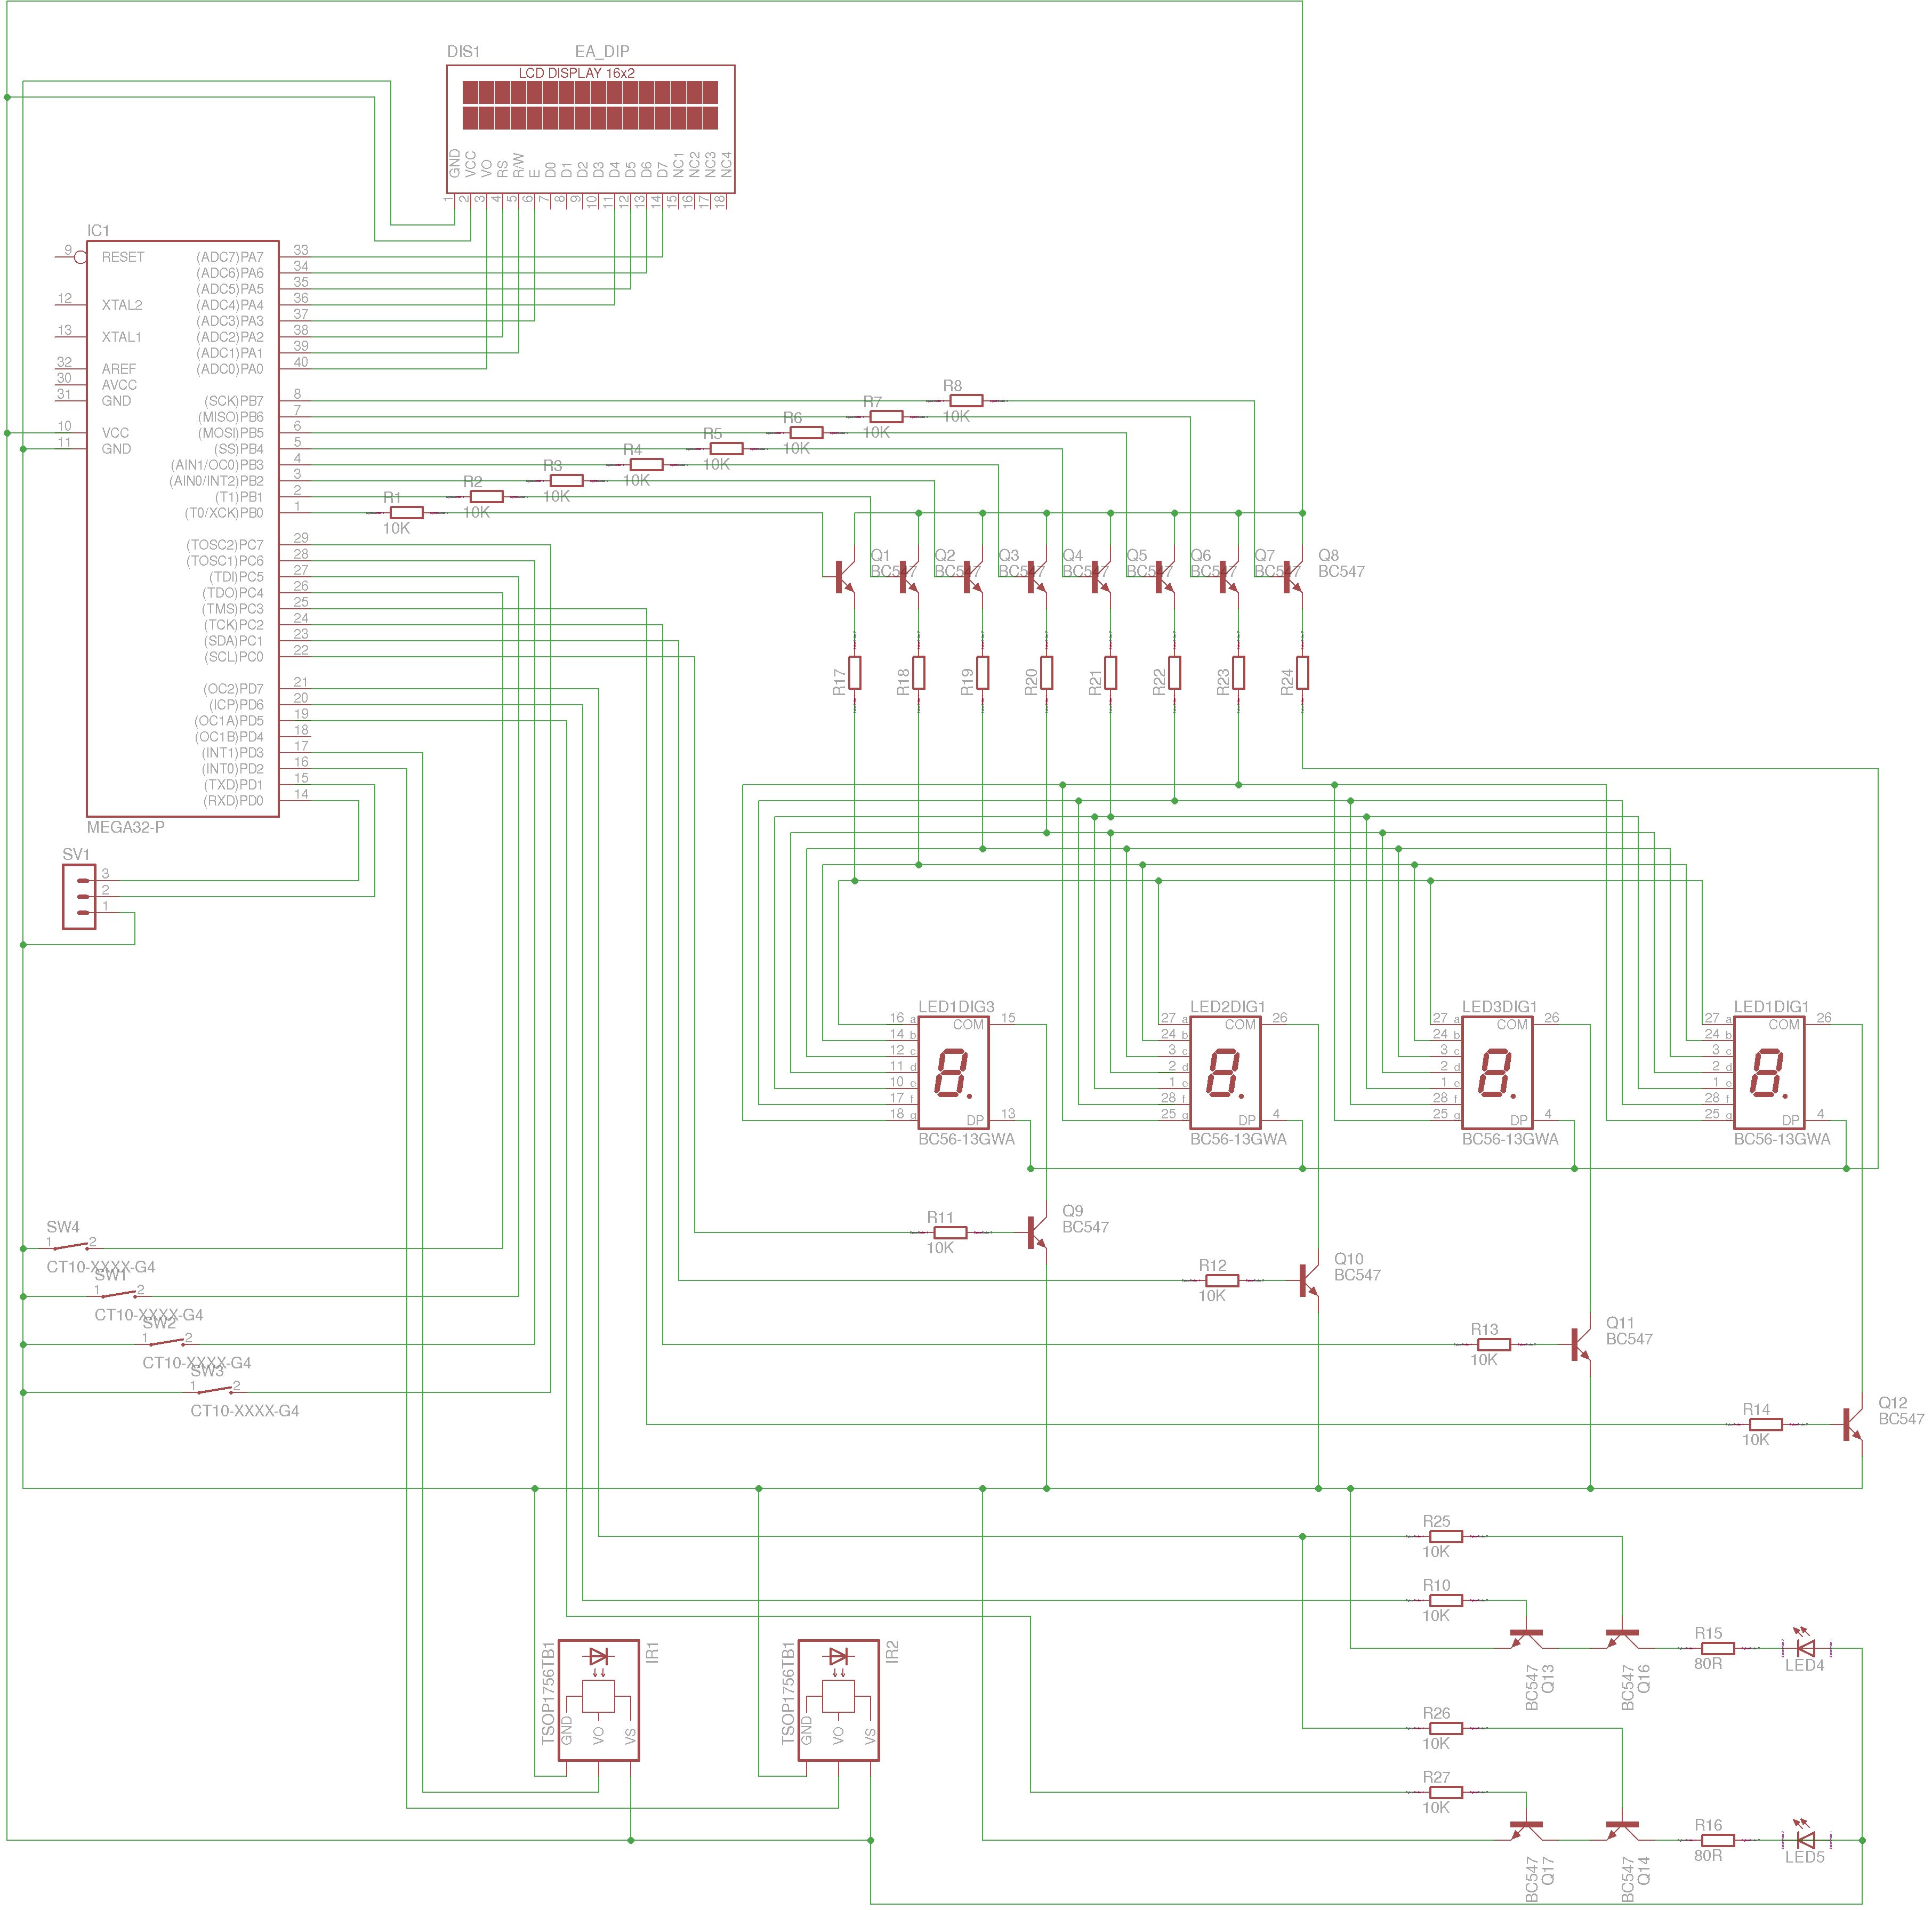 DIS1 EA_DIP
LCD DISPLAY 16x2
GND VCC VO RS R/W E D0 D1 D2 D3 D4 D5 D6 D7 NC1 NC2 NC3 NC4
1 2 3 4 5 6 7 8 9 10 11 12 13 14 15 16 17 18
IC1
9 RESET (ADC7)PA7 33
(ADC6)PA6 34
(ADC5)PA5 35
12 XTAL2 (ADC4)PA4 36
(ADC3)PA3 37
13 XTAL1 (ADC2)PA2 38
(ADC1)PA1 39
32 AREF (ADC0)PA0 40
30 AVCC
31 GND (SCK)PB7 8
(MISO)PB6 7
10 VCC (MOSI)PB5 6
11 GND (SS)PB4 5
(AIN1/OC0)PB3 4
(AIN0/INT2)PB2 3
(T1)PB1 2
(T0/XCK)PB0 1
(TOSC2)PC7 29
(TOSC1)PC6 28
(TDI)PC5 27
(TDO)PC4 26
(TMS)PC3 25
(TCK)PC2 24
(SDA)PC1 23
(SCL)PC0 22
(OC2)PD7 21
(ICP)PD6 20
(OC1A)PD5 19
(OC1B)PD4 18
(INT1)PD3 17
(INT0)PD2 16
(TXD)PD1 15
(RXD)PD0 14
MEGA32-P
R8
10K
R7
10K
R6
10K
R5
10K
R4
10K
R3
10K
R2
10K
R1
10K
Q1 Q2 Q3 Q4 Q5 Q6 Q7 Q8
BC547 BC547 BC547 BC547 BC547 BC547 BC547 BC547
R17 R18 R19 R20 R21 R22 R23 R24
SV1
3
2
1
LED1DIG3
16 a COM 15
14 b
12 c
11 d
10 e
17 f
18 g DP 13
BC56-13GWA
LED2DIG1
27 a COM 26
24 b
3 c
2 d
1 e
28 f
25 g DP 4
BC56-13GWA
LED3DIG1
27 a COM 26
24 b
3 c
2 d
1 e
28 f
25 g DP 4
BC56-13GWA
LED1DIG1
27 a COM 26
24 b
3 c
2 d
1 e
28 f
25 g DP 4
BC56-13GWA
R11
10K
Q9
BC547
R12
10K
Q10
BC547
R13
10K
Q11
BC547
R14
10K
Q12
BC547
SW4
1 2
CT10-XXXX-G4
SW1
1 2
CT10-XXXX-G4
SW2
1 2
CT10-XXXX-G4
SW3
1 2
CT10-XXXX-G4
R25
10K
R10
10K
BC547
Q13
BC547
Q16
R15
80R
LED4
TSOP1756TB1
IR1
GND VO VS
TSOP1756TB1
IR2
GND VO VS
R26
10K
R27
10K
BC547
Q17
BC547
Q14
R16
80R
LED5